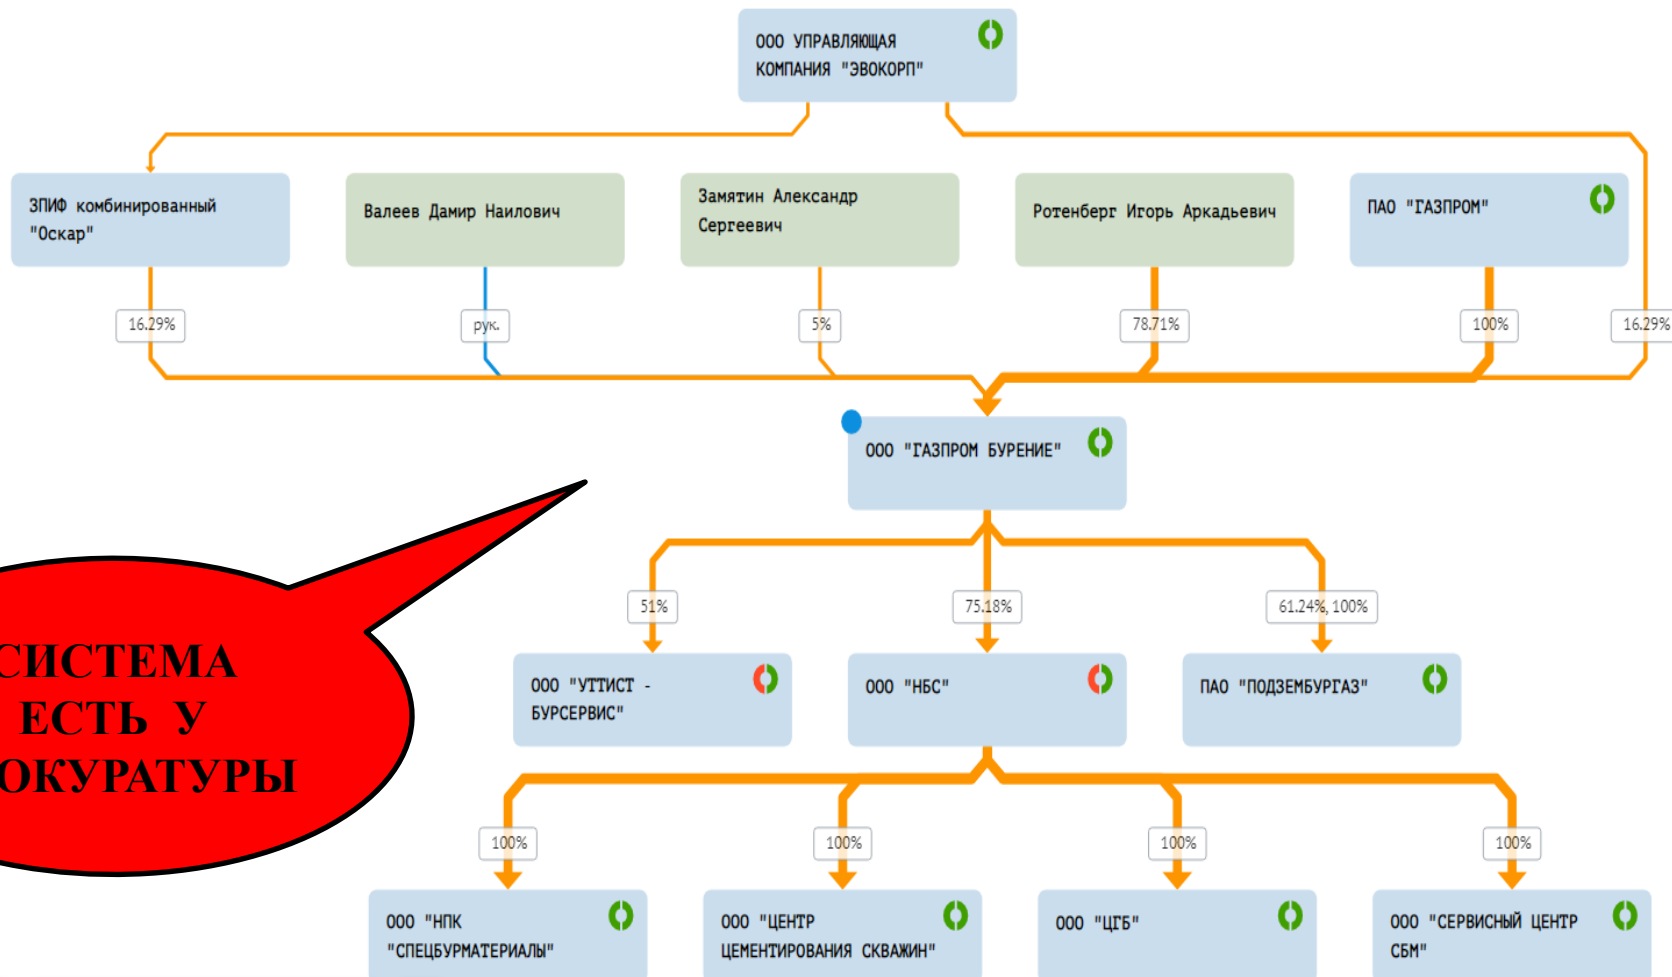 ООО УПРАВЛЯЮЩАЯ
КОМПАНИЯ "ЭВОКОРП"
ЗПИФ комбинированный
"Оскар"
Валеев Дамир Наилович
Замятин Александр
Сергеевич
Ротенберг Игорь Аркадьевич
ПАО "ГАЗПРОМ"
16.29%
рук.
5%
78.71%
100%
16.29%
ООО "ГАЗПРОМ БУРЕНИЕ"
51%
75.18%
61.24%, 100%
СИСТЕМА
ЕСТЬ У
ОКУРАТУРЫ
ООО "УТТИСТ -
БУРСЕРВИС"
ООО "НБС"
ПАО "ПОДЗЕМБУРГАЗ"
100%
100%
100%
100%
ООО "НПК
"СПЕЦБУРМАТЕРИАЛЫ"
ООО "ЦЕНТР
ЦЕМЕНТИРОВАНИЯ СКВАЖИН"
ООО "ЦГБ"
ООО "СЕРВИСНЫЙ ЦЕНТР
СБМ"